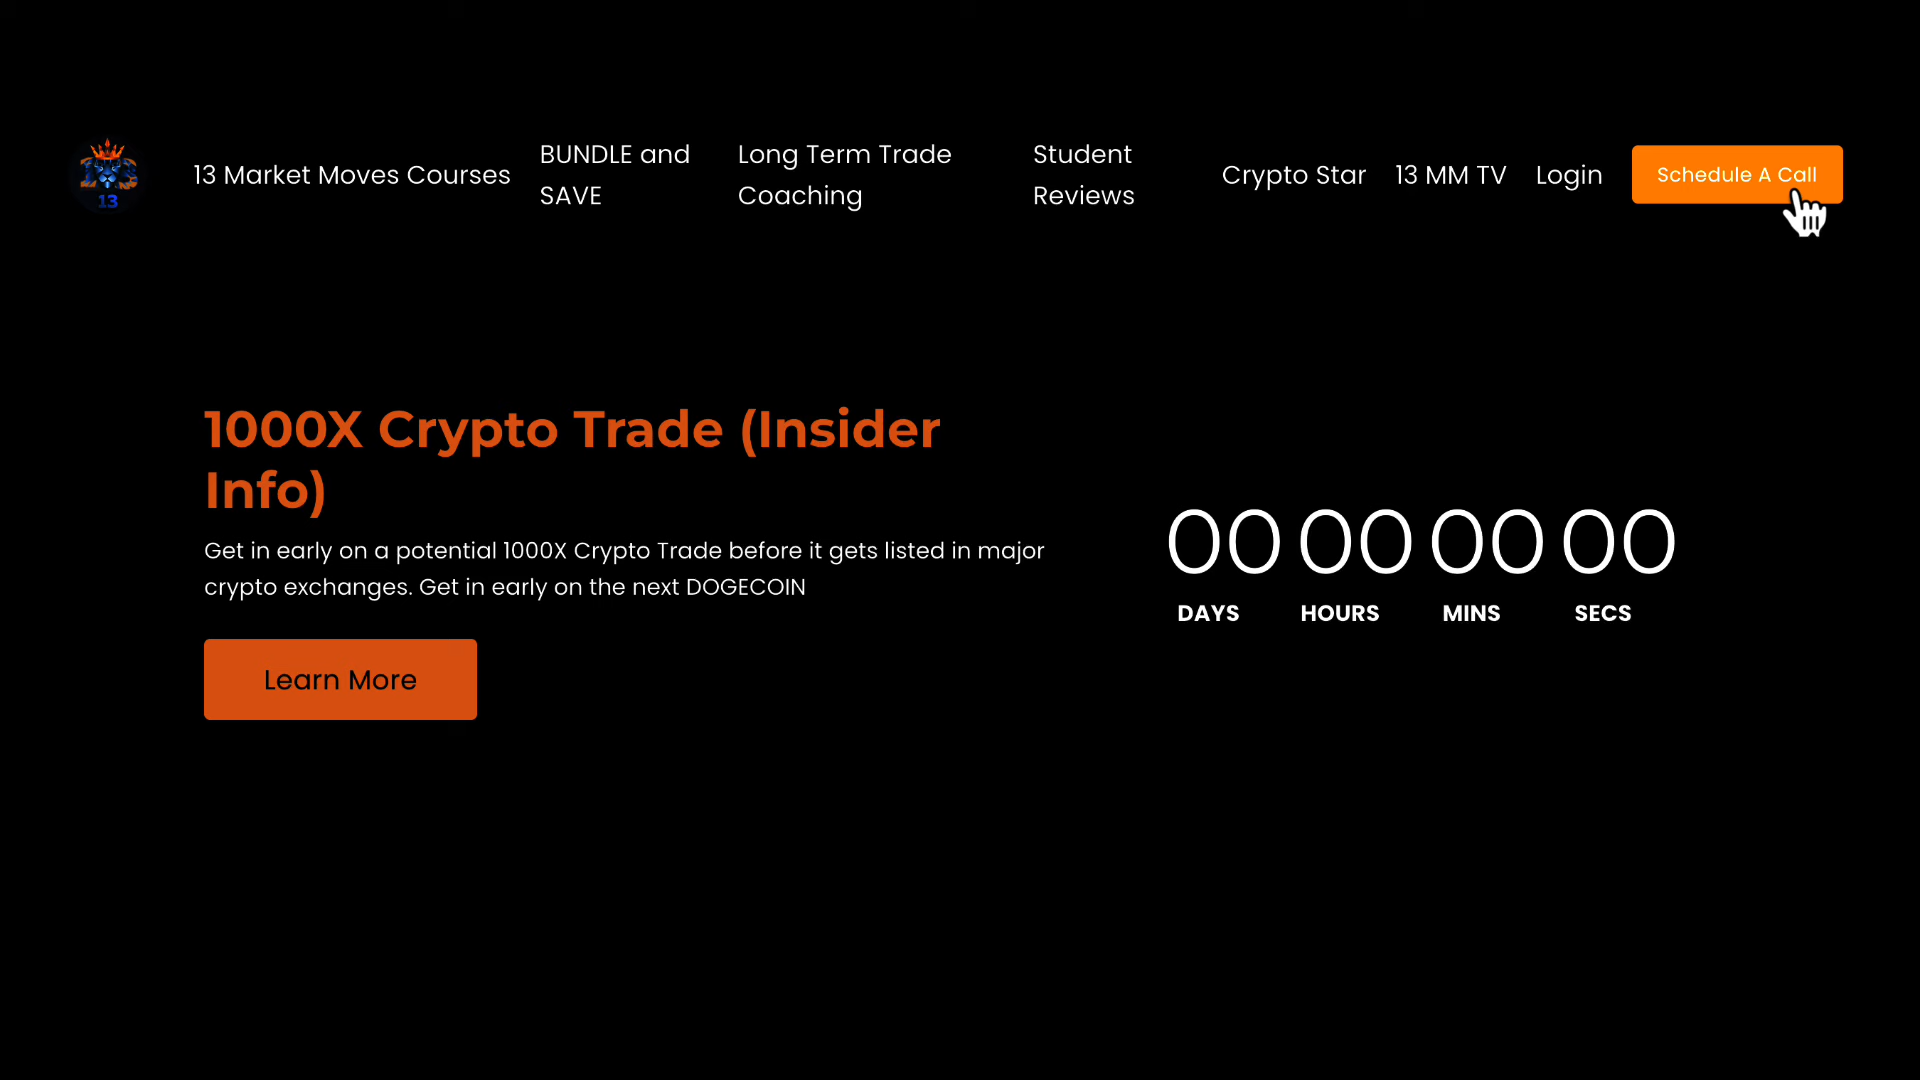 13
13 Market Moves Courses
BUNDLE and
SAVE
Long Term Trade
Coaching
Student
Reviews
Crypto Star
13 MM TV
Login
Schedule A Call
1000X Crypto Trade (Insider
Info)
Get in early on a potential 1000X Crypto Trade before it gets listed in major
crypto exchanges. Get in early on the next DOGECOIN
Learn More
00 00 00 00
DAYS HOURS MINS SECS